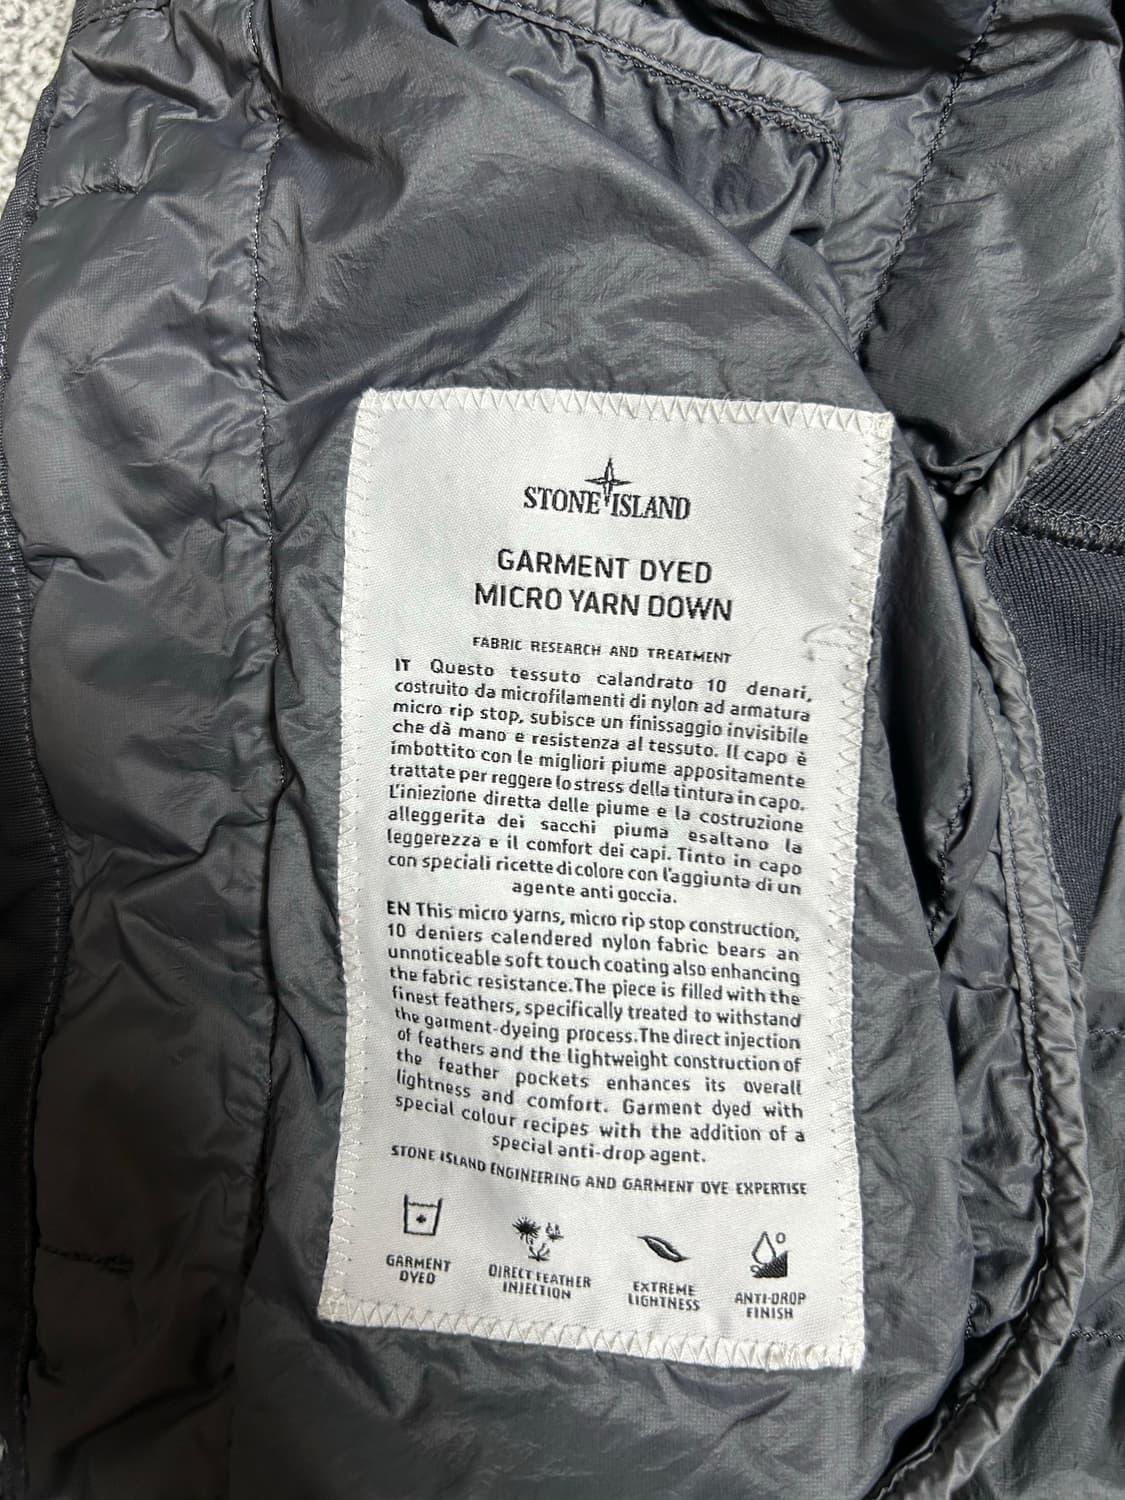 STONE ISLAND
GARMENT DYED
MICRO YARN DOWN
FABRIC RESEARCH AND TREATMENT
IT Questo tessuto calandrato 10 denari,
costruito da microfilamenti di nylon ad armatura
micro rip stop, subisce un finissaggio invisibile
che dà mano e resistenza al tessuto. Il capo è
imbottito con le migliori piume appositamente
trattate per reggere lo stress della tintura in capo.
L'iniezione diretta delle piume e la costruzione
alleggerita dei sacchi piuma esaltano la
leggerezza e il comfort dei capi. Tinto in capo
con speciali ricette di colore con l'aggiunta di un
agente anti goccia.
EN This micro yarns, micro rip stop construction,
10 deniers calendered nylon fabric bears an
unnoticeable soft touch coating also enhancing
the fabric resistance.The piece is filled with the
finest feathers, specifically treated to withstand
the garment-dyeing process.The direct injection
of feathers and the lightweight construction of
the feather pockets enhances its overall
lightness and comfort. Garment dyed with
special colour recipes with the addition of a
special anti-drop agent.
STONE ISLAND ENGINEERING AND GARMENT DYE EXPERTISE
GARMENT
DYED
DIRECT FEATHER
INJECTION
EXTREME
LIGHTNESS
ANTI-DROP
FINISH